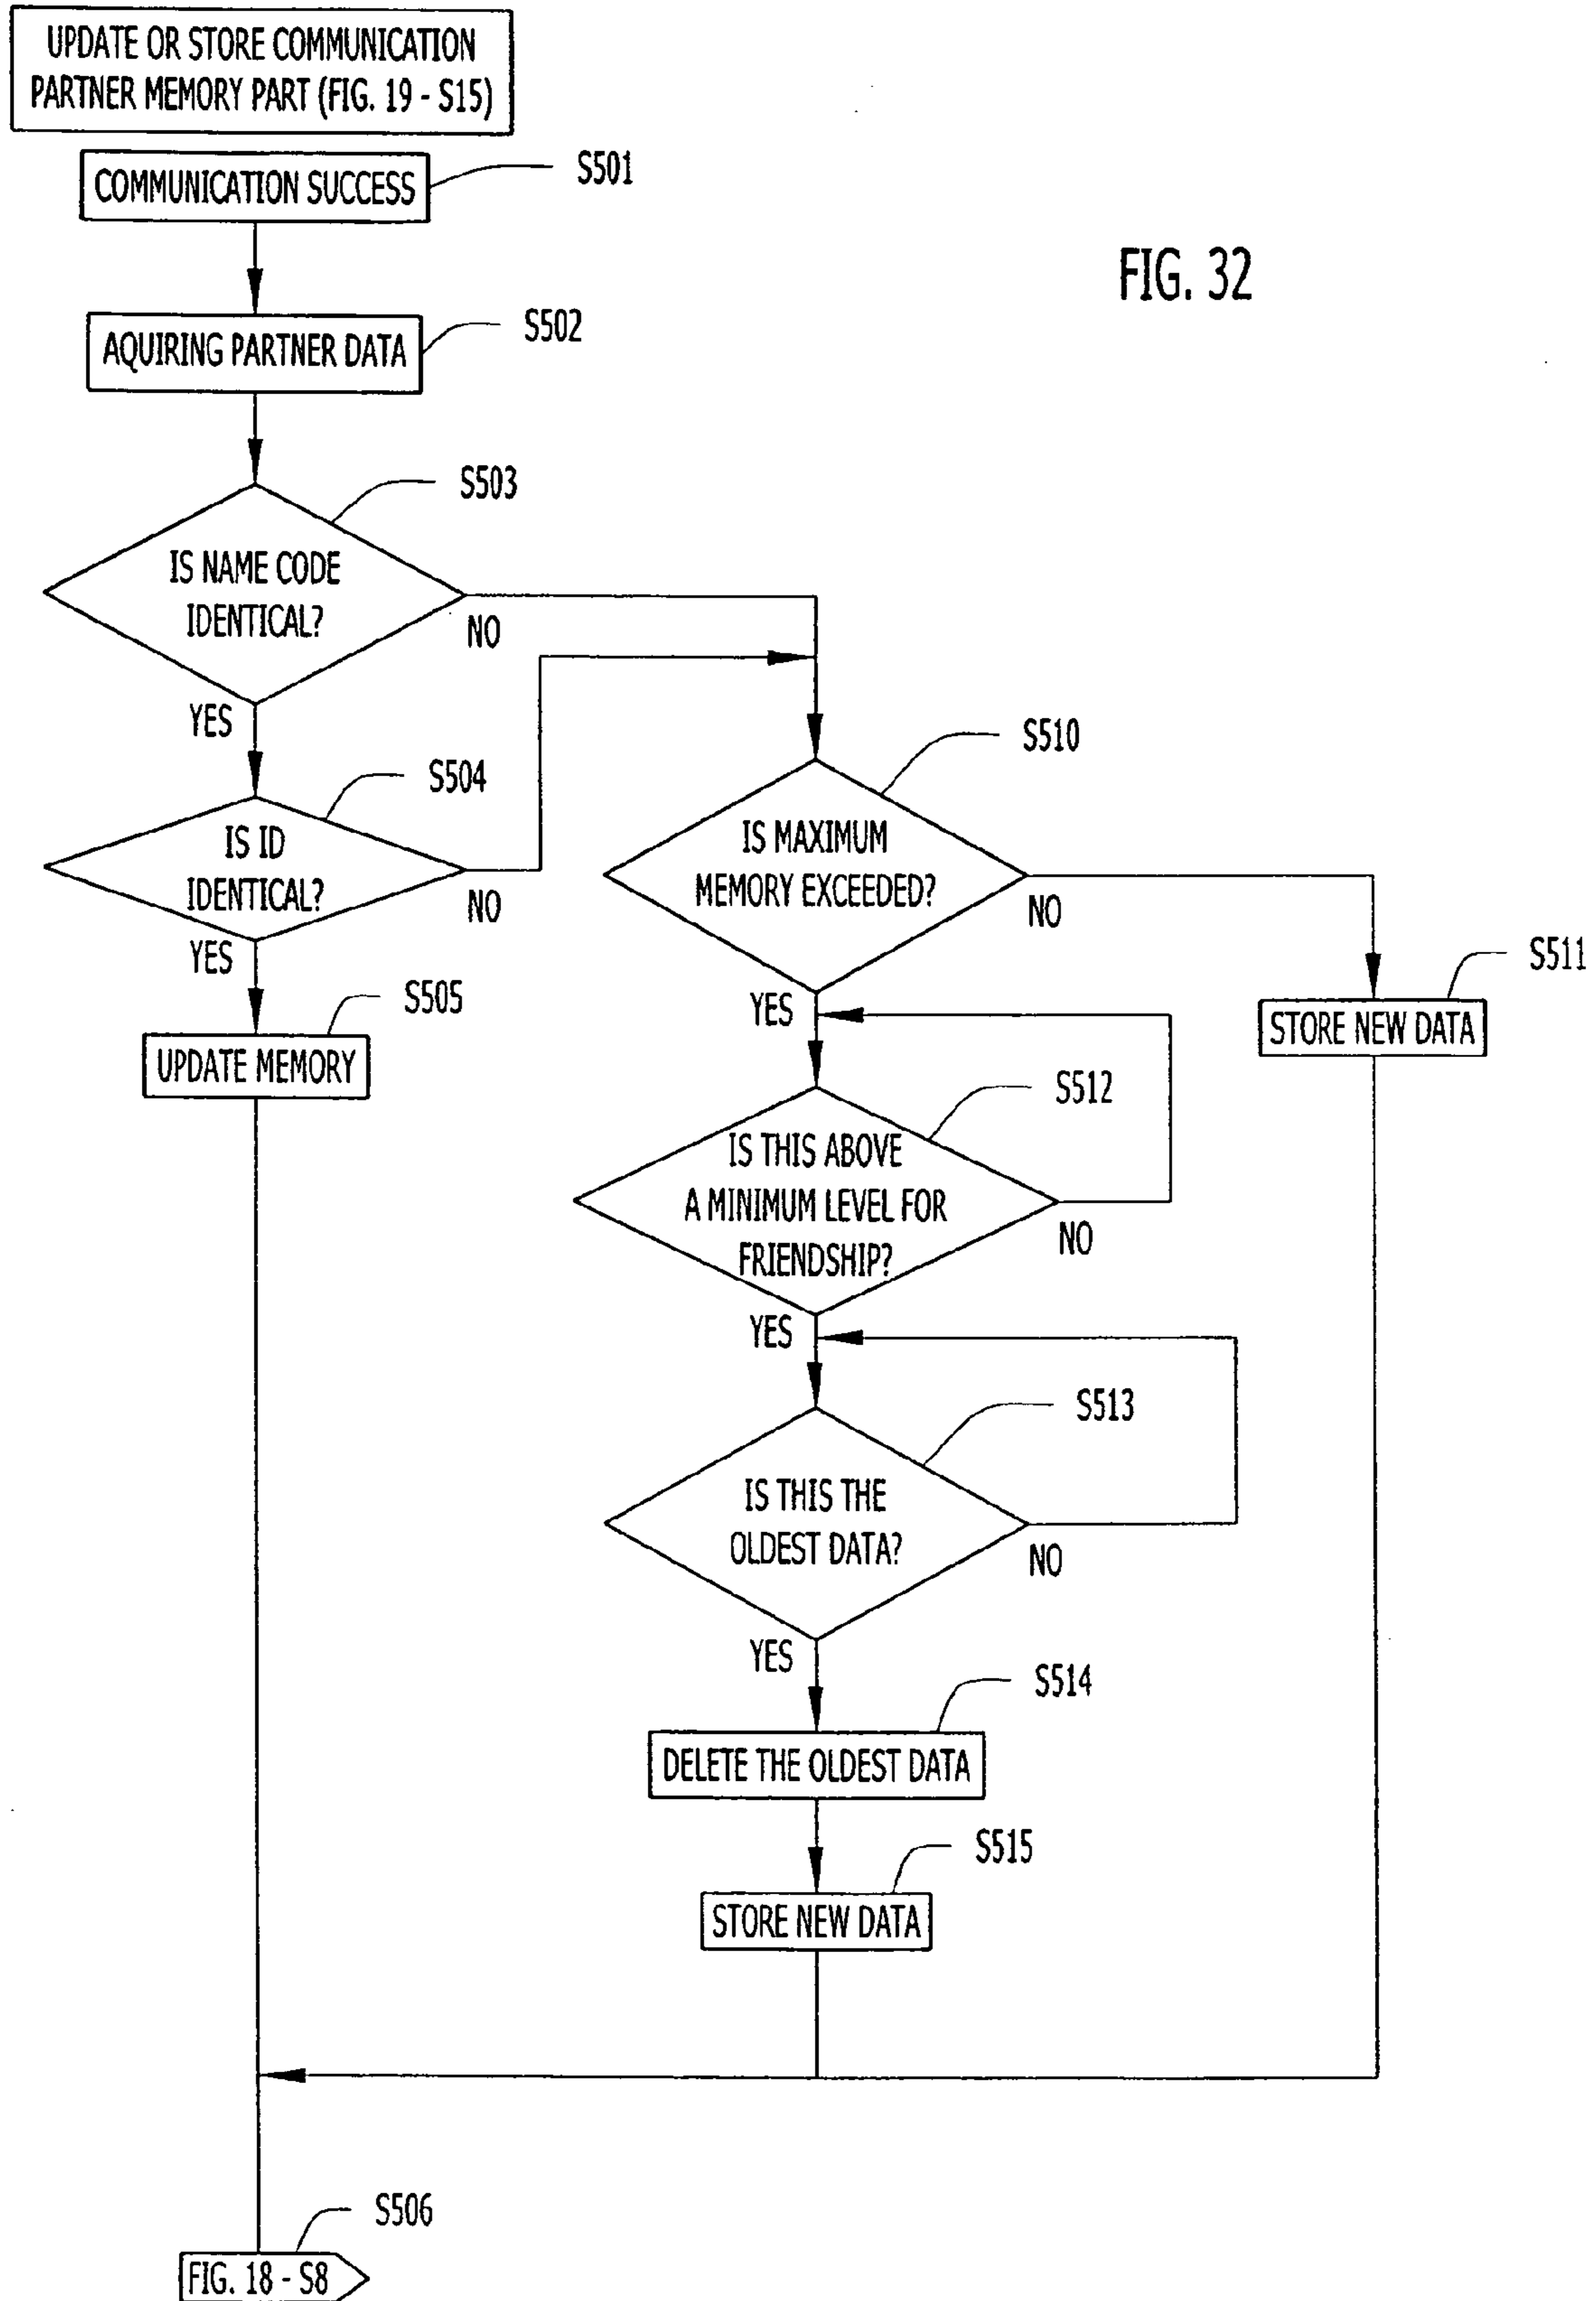 UPDATE OR STORE COMMUNICATION
PARTNER MEMORY PART (FIG. 19 - S15)
COMMUNICATION SUCCESS
S501
FIG. 32
AQUIRING PARTNER DATA
S502
S503
IS NAME CODE
IDENTICAL?
NO
YES
S504
IS ID
IDENTICAL?
NO
YES
S505
UPDATE MEMORY
S510
IS MAXIMUM
MEMORY EXCEEDED?
NO
YES
S511
STORE NEW DATA
S512
IS THIS ABOVE
A MINIMUM LEVEL FOR
FRIENDSHIP?
NO
YES
S513
IS THIS THE
OLDEST DATA?
NO
YES
S514
DELETE THE OLDEST DATA
S515
STORE NEW DATA
S506
FIG. 18 - S8